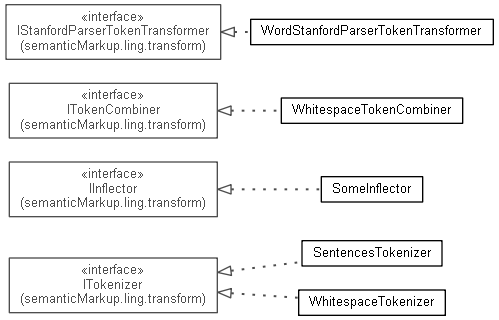 «interface»
IStanfordParserTokenTransformer
(semanticMarkup.ling.transform)
WordStanfordParserTokenTransformer
«interface»
ITokenCombiner
(semanticMarkup.ling.transform)
WhitespaceTokenCombiner
«interface»
IInflector
(semanticMarkup.ling.transform)
SomeInflector
«interface»
ITokenizer
(semanticMarkup.ling.transform)
SentencesTokenizer
WhitespaceTokenizer